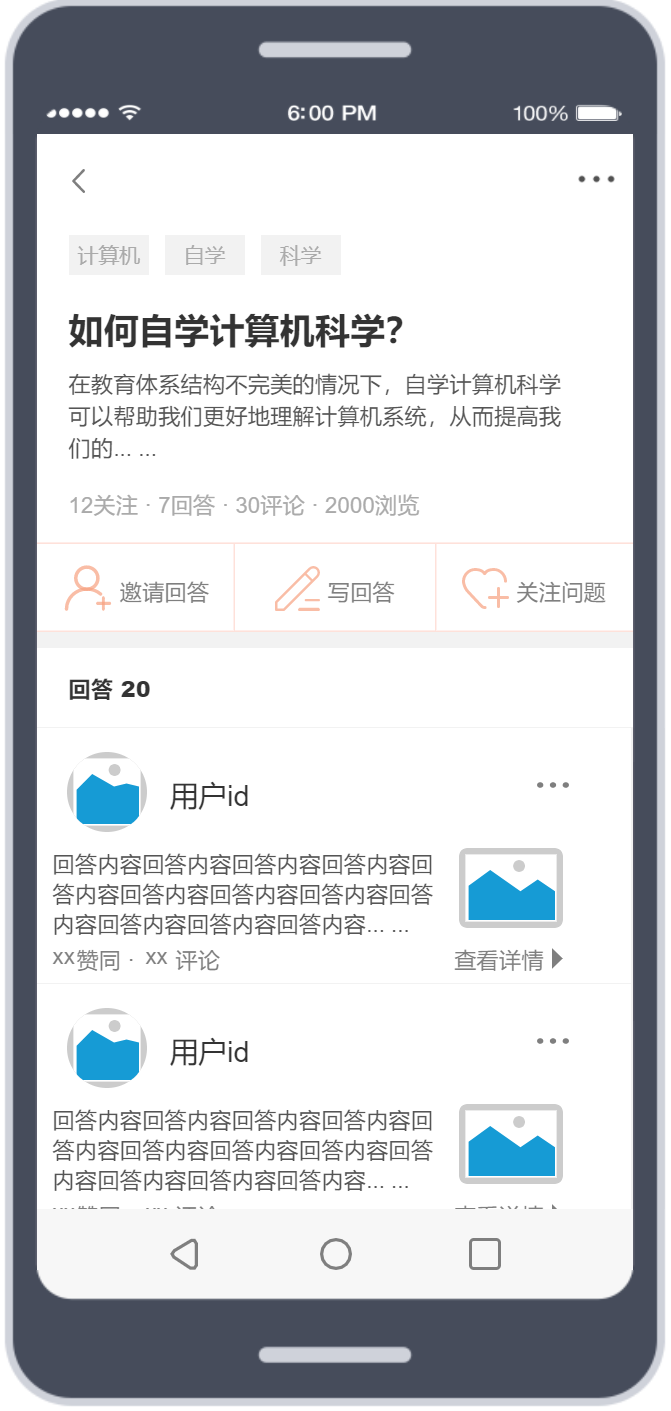 6:00 PM 100%
计算机 自学 科学
如何自学计算机科学?
在教育体系结构不完美的情况下，自学计算机科学
可以帮助我们更好地理解计算机系统，从而提高我
们的... ...
12关注 · 7回答 · 30评论 · 2000浏览
邀请回答 写回答 关注问题
回答 20
用户id
回答内容回答内容回答内容回答内容回
答内容回答内容回答内容回答内容回答
内容回答内容回答内容回答内容... ...
xx赞同 · xx 评论 查看详情
用户id
回答内容回答内容回答内容回答内容回
答内容回答内容回答内容回答内容回答
内容回答内容回答内容回答内容... ...